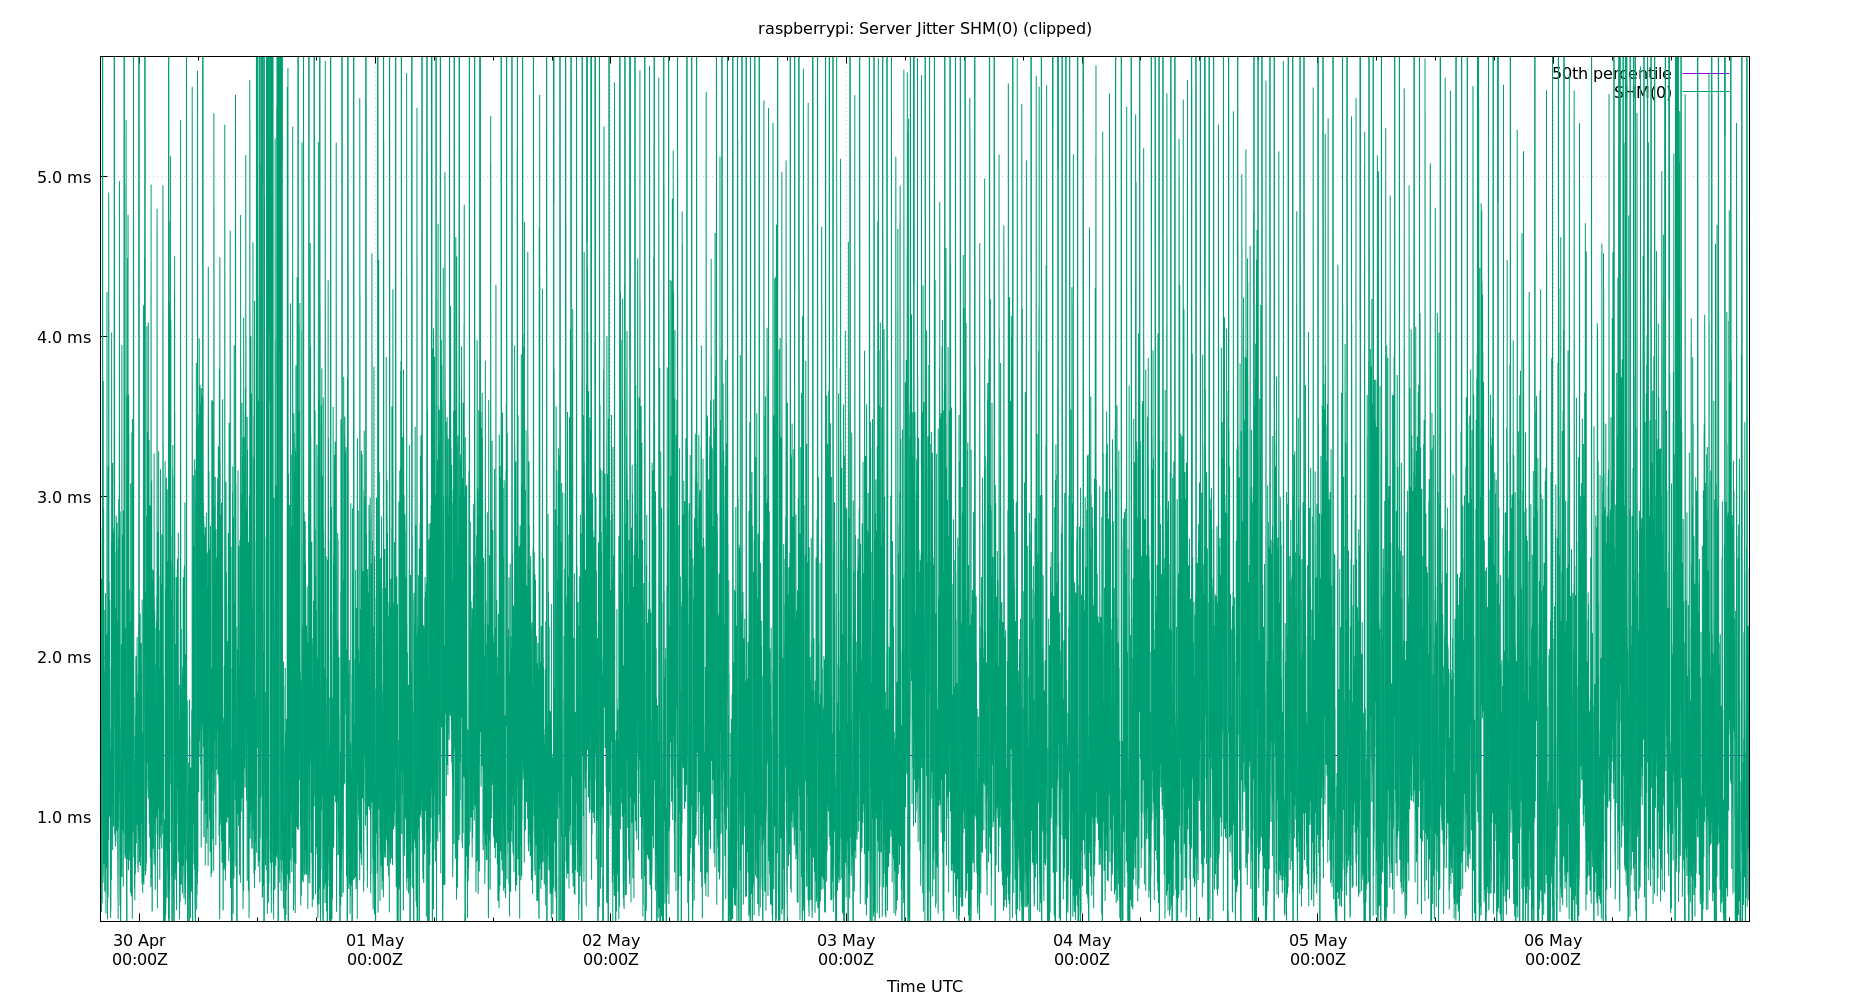 raspberrypi: Server Jitter SHM(0) (clipped)
50th percentile
SHM(0)
5.0 ms
4.0 ms
3.0 ms
2.0 ms
1.0 ms
30 Apr 01 May 02 May 03 May 04 May 05 May 06 May
00:00Z 00:00Z 00:00Z 00:00Z 00:00Z 00:00Z 00:00Z
Time UTC